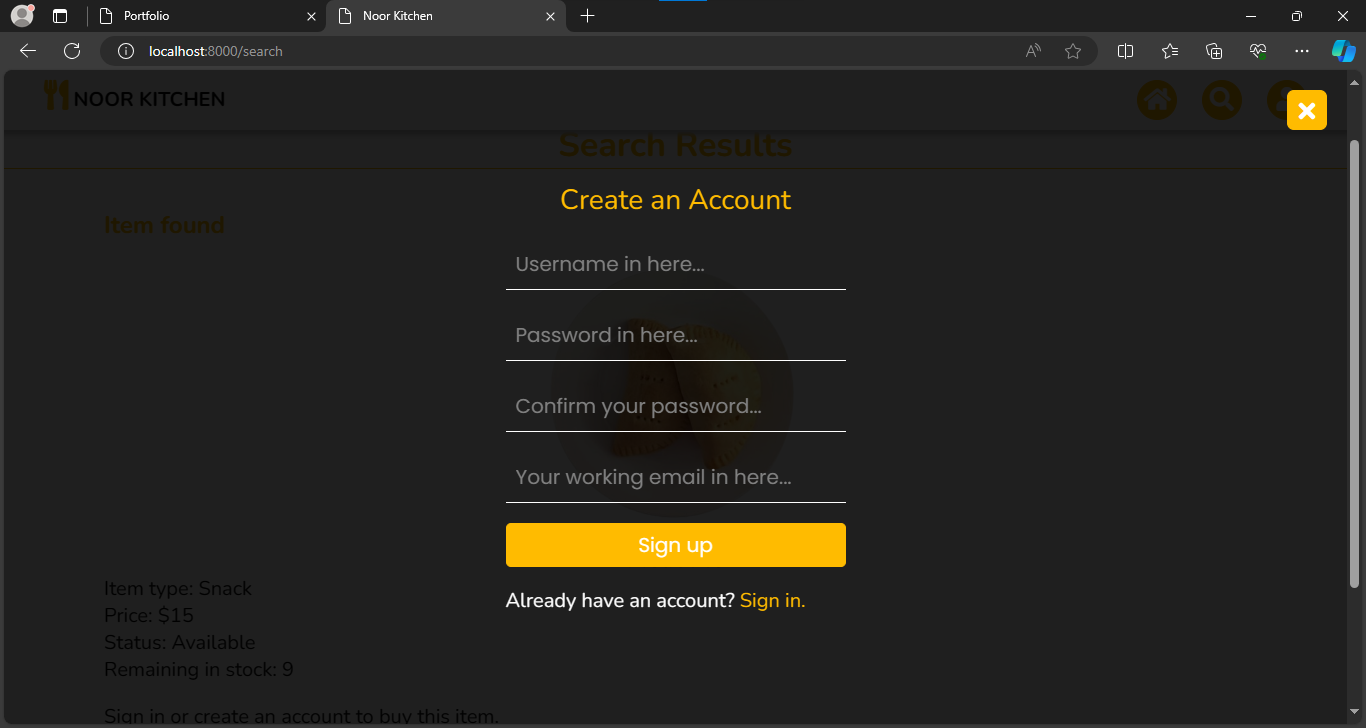 Portfolio
Noor Kitchen
localhost:8000/search
NOOR KITCHEN
Search Results
Create an Account
Item found
Username in here...
Password in here...
Confirm your password...
Your working email in here...
Sign up
Already have an account? Sign in.
Item type: Snack
Price: $15
Status: Available
Remaining in stock: 9
Sign in or create an account to buy this item.